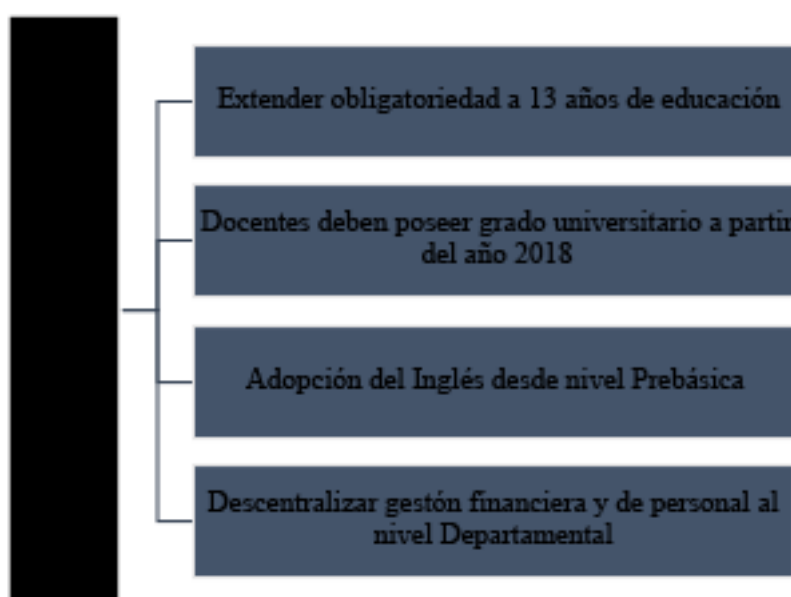 Extender obligatoriedad a 13 años de educación
Docentes deben poseer grado universitario a partir
del año 2018
Adopción del Inglés desde nivel Prebásica
Descentralizar gestón financiera y de personal al
nivel Departamental